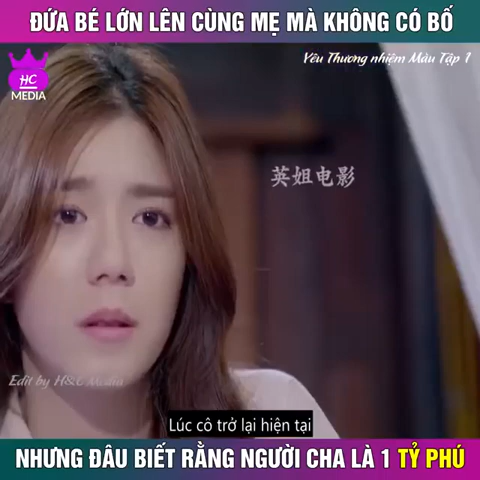 ĐỨA BÉ LỚN LÊN CÙNG MẸ MÀ KHÔNG CÓ BỐ
Yêu Thương nhiệm Màu Tập 1
HC
MEDIA
英姐电影
Edit by H&C Media
Lúc cô trở lại hiện tại
NHƯNG ĐÂU BIẾT RẰNG NGƯỜI CHA LÀ 1 TỶ PHÚ